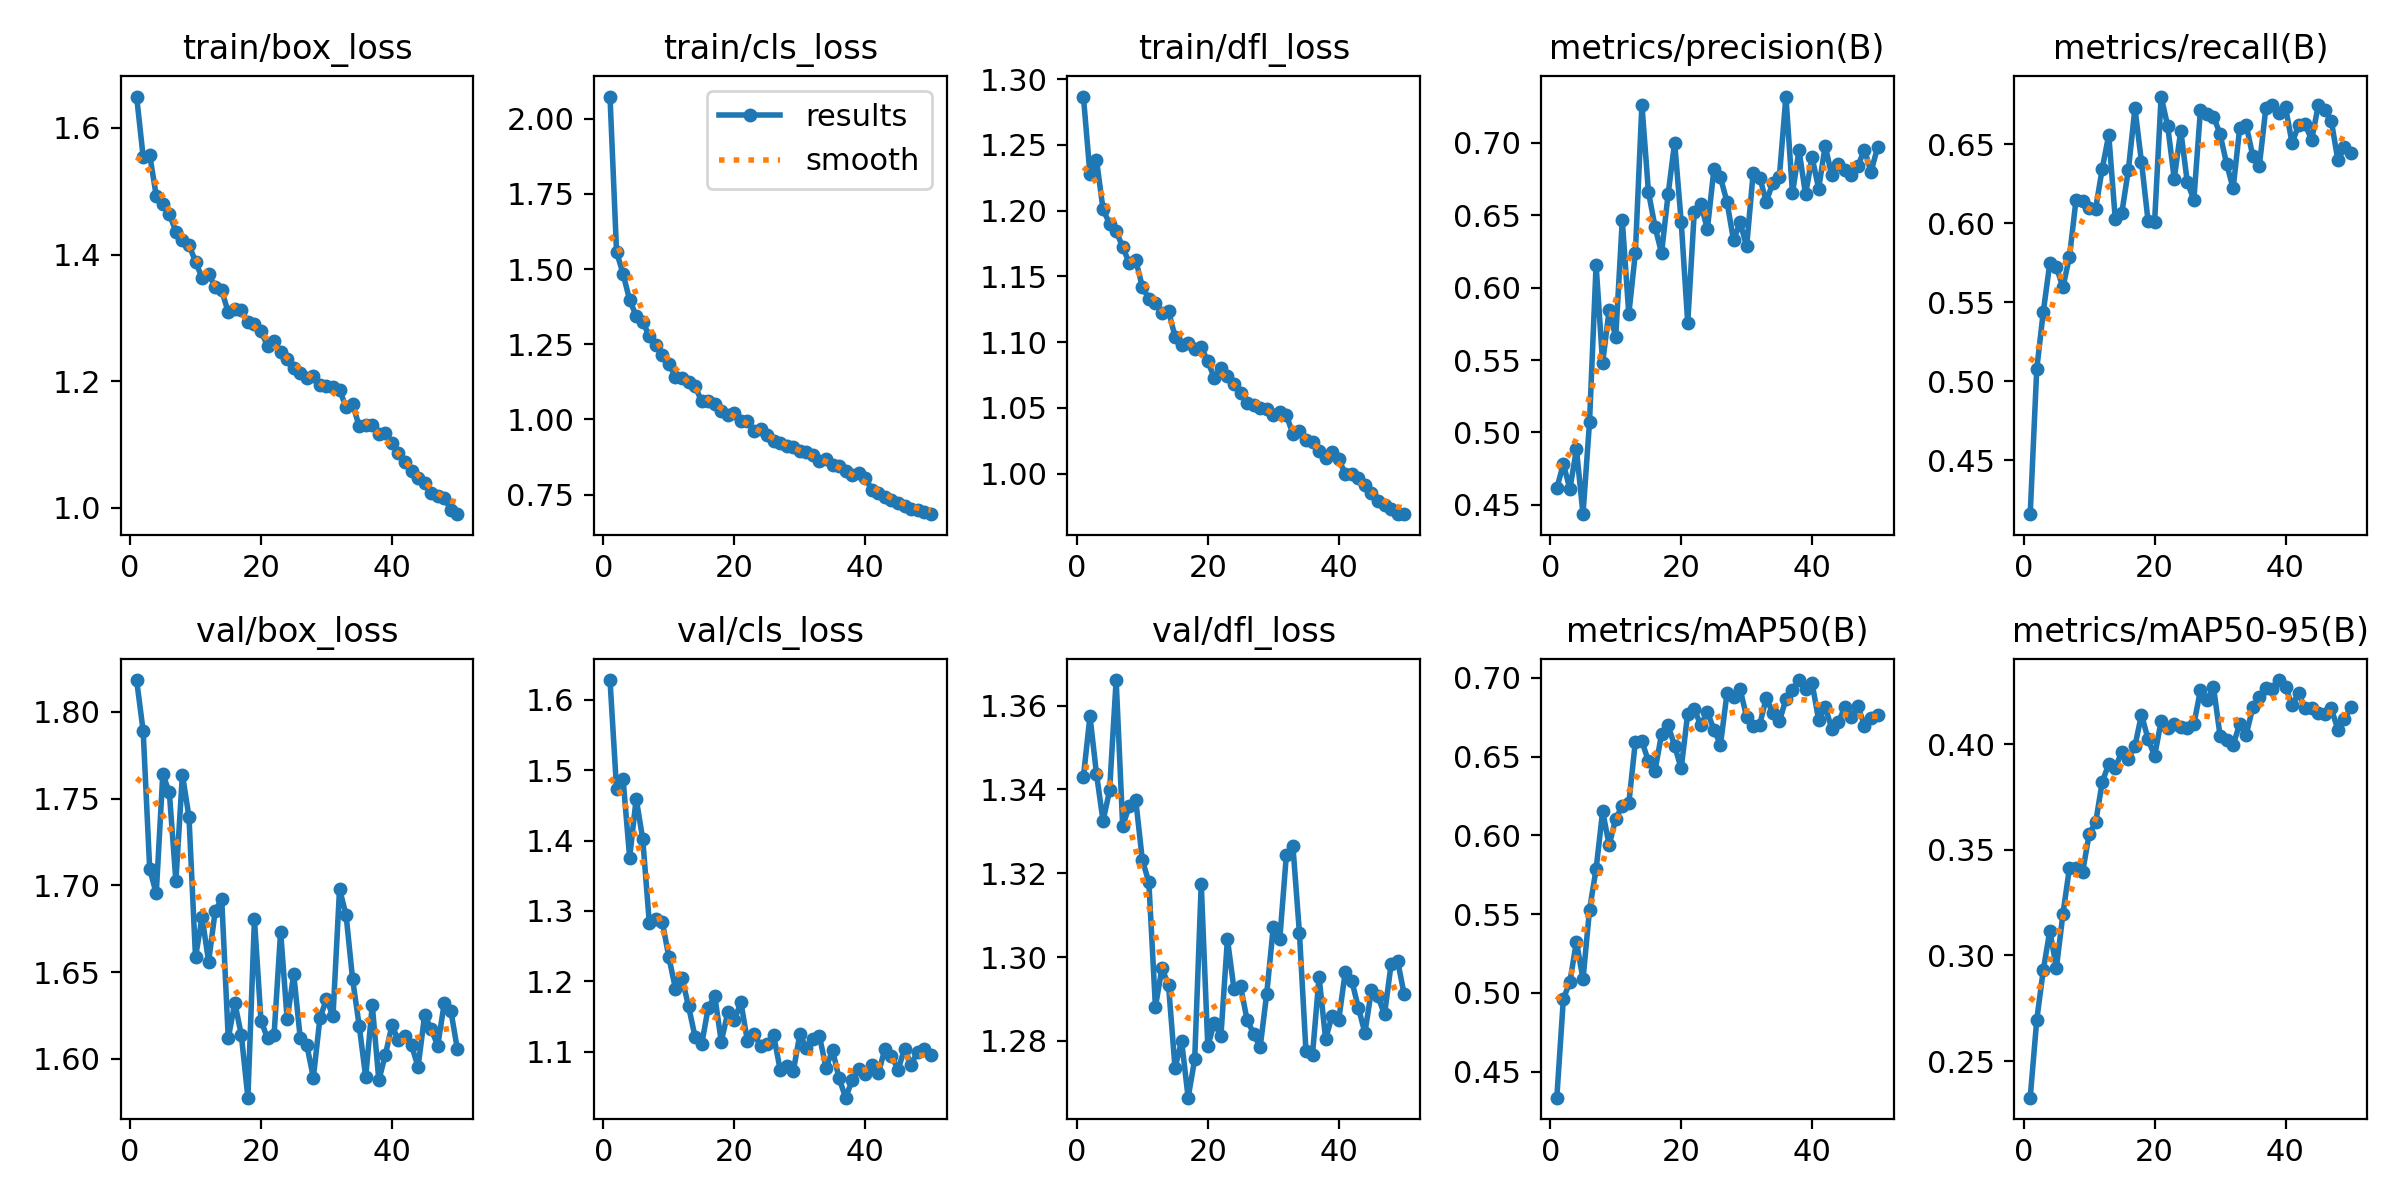 train/box_loss
1.6
1.4
1.2
1.0
0 20 40
train/cls_loss
results
smooth
2.00
1.75
1.50
1.25
1.00
0.75
0 20 40
train/dfl_loss
1.30
1.25
1.20
1.15
1.10
1.05
1.00
0 20 40
metrics/precision(B)
0.70
0.65
0.60
0.55
0.50
0.45
0 20 40
metrics/recall(B)
0.65
0.60
0.55
0.50
0.45
0 20 40
val/box_loss
1.80
1.75
1.70
1.65
1.60
0 20 40
val/cls_loss
1.6
1.5
1.4
1.3
1.2
1.1
0 20 40
val/dfl_loss
1.36
1.34
1.32
1.30
1.28
0 20 40
metrics/mAP50(B)
0.70
0.65
0.60
0.55
0.50
0.45
0 20 40
metrics/mAP50-95(B)
0.40
0.35
0.30
0.25
0 20 40